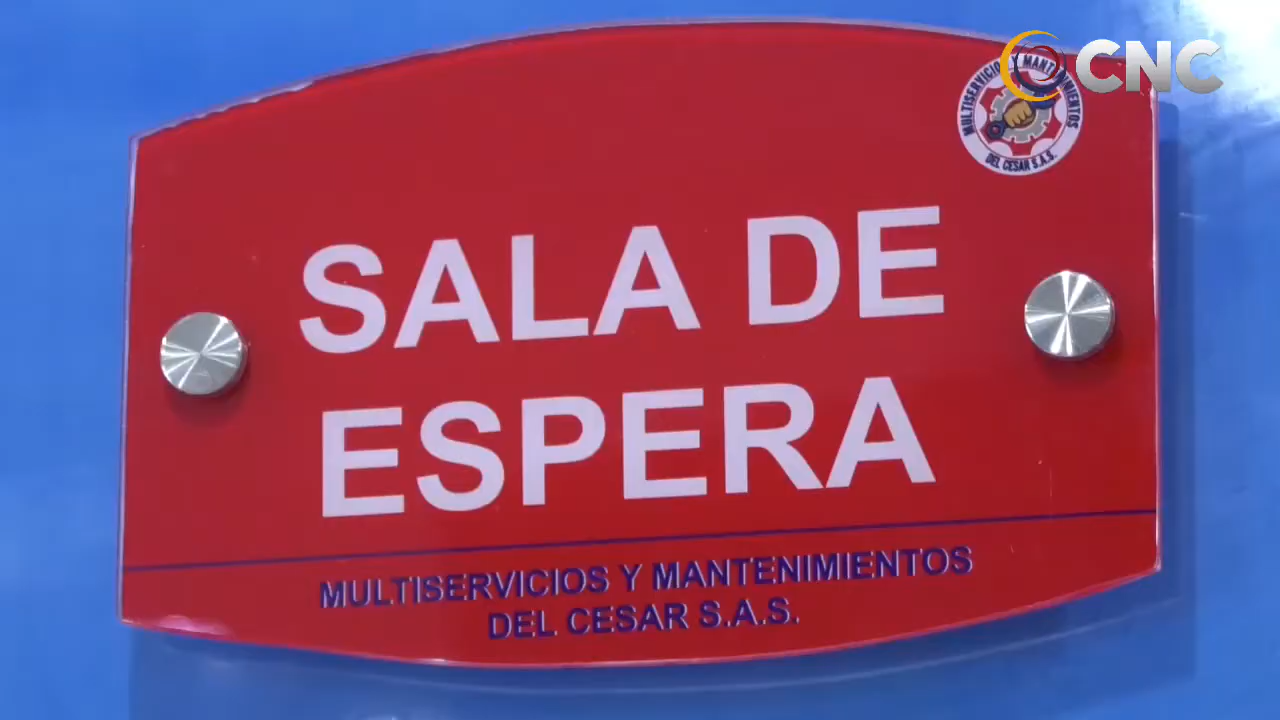 CNC
MULTISERVICIOS Y MANTENIMIENTOS
DEL CESAR S.A.S.
SALA DE
ESPERA
MULTISERVICIOS Y MANTENIMIENTOS
DEL CESAR S.A.S.